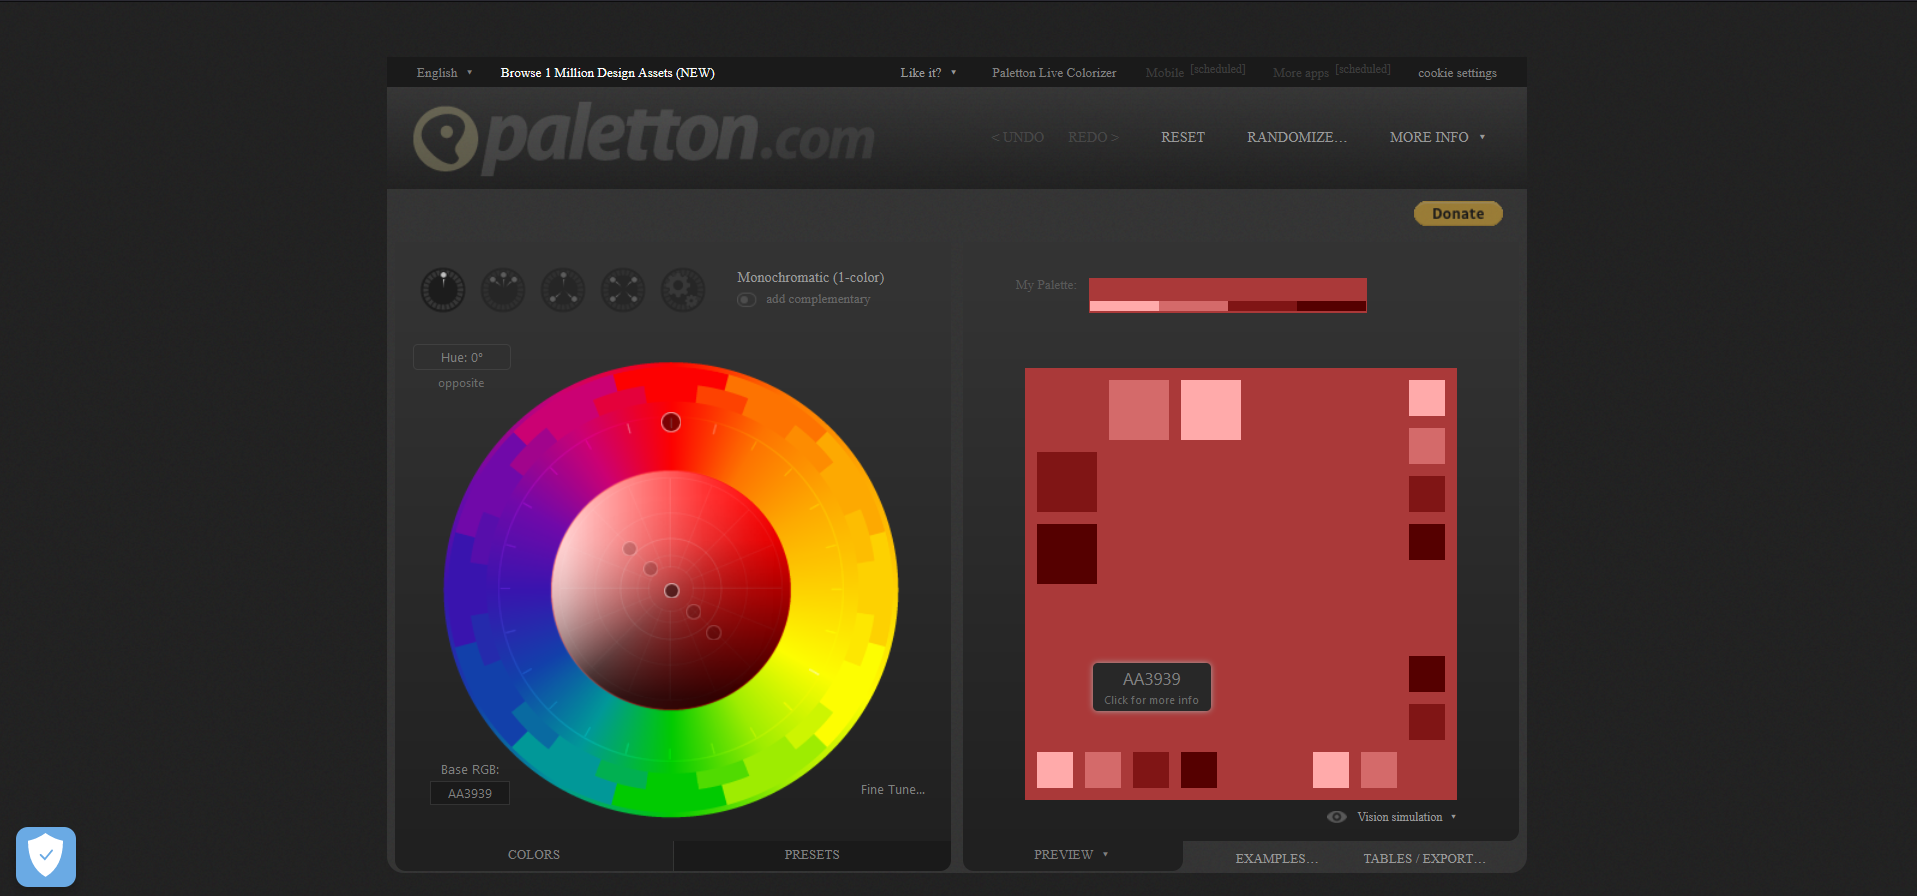 English ▼ Browse 1 Million Design Assets (NEW) Like it? ▼ Paletton Live Colorizer Mobile [scheduled] More apps [scheduled] cookie settings
paletton.com < UNDO REDO > RESET RANDOMIZE... MORE INFO ▼
Donate
Monochromatic (1-color)
add complementary
My Palette:
Hue: 0°
opposite
AA3939
Click for more info
Base RGB:
AA3939
Fine Tune...
Vision simulation ▼
COLORS PRESETS PREVIEW ▼ EXAMPLES... TABLES / EXPORT...